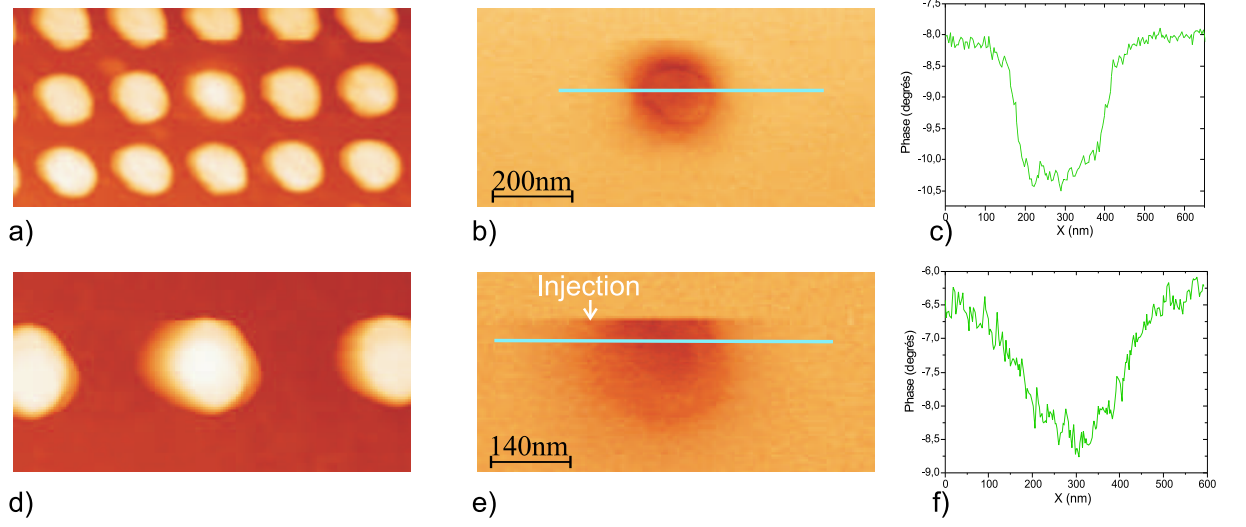 200nm
a)
b)
-7,5
-8,0
-8,5
-9,0
-9,5
-10,0
-10,5
Phase (degrés)
0 100 200 300 400 500 600
X (nm)
c)
Injection
140nm
d)
e)
-6,0
-6,5
-7,0
-7,5
-8,0
-8,5
-9,0
Phase (degrés)
0 100 200 300 400 500 600
X (nm)
f)